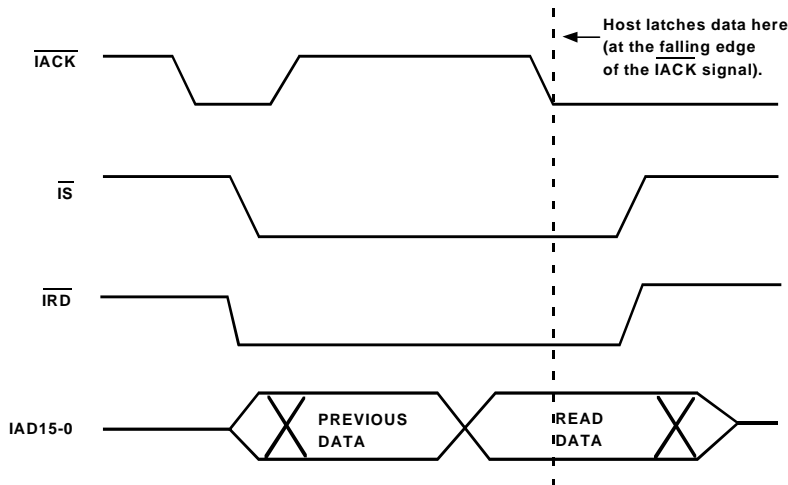 Host latches data here
(at the falling edge
of the IACK signal).
IACK
IS
IRD
IAD15-0
PREVIOUS
DATA
READ
DATA